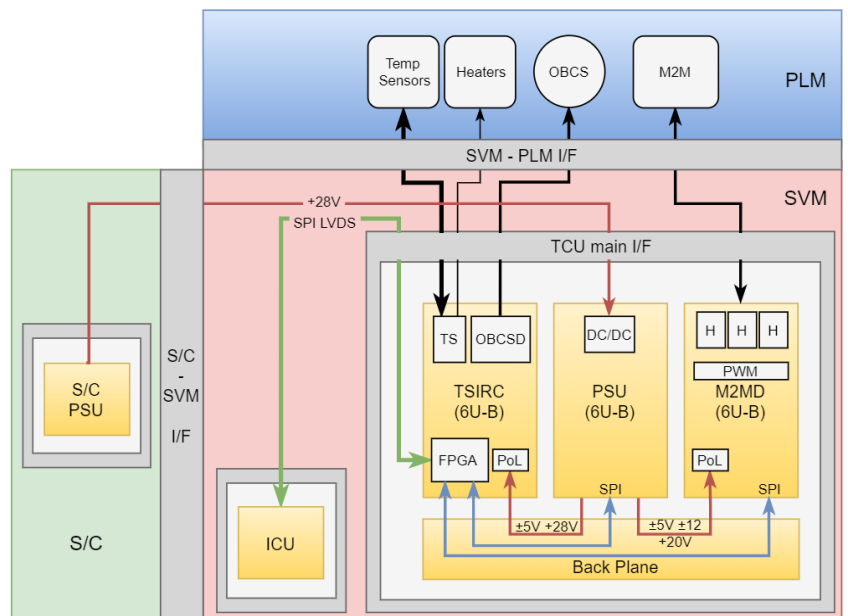 Temp
Sensors
Heaters
OBCS
M2M
PLM
SVM - PLM I/F
+28V
SVM
SPI LVDS
TCU main I/F
TS
OBCSD
DC/DC
H
H
H
PWM
S/C
PSU
S/C
-
SVM
I/F
TSIRC
(6U-B)
PSU
(6U-B)
M2MD
(6U-B)
FPGA
PoL
PoL
SPI
SPI
±5V +28V
±5V ±12
+20V
S/C
ICU
Back Plane